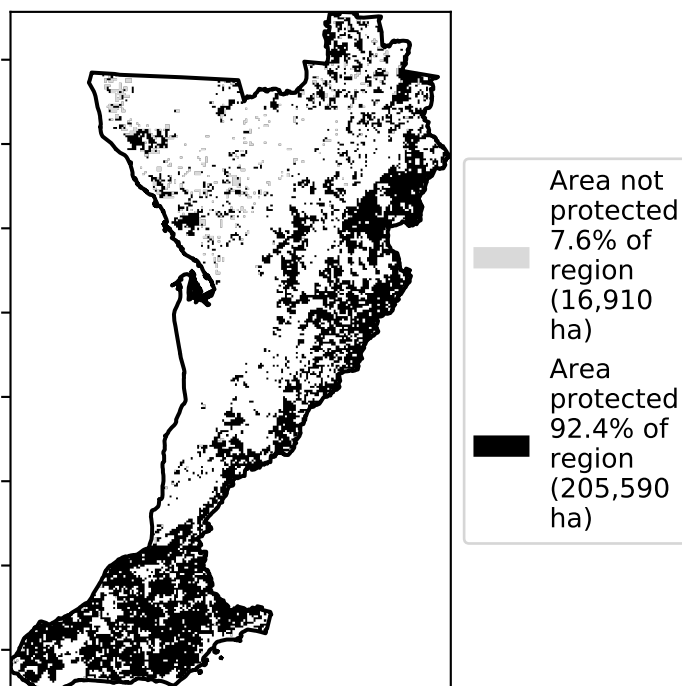 Area not
protected
7.6% of
region
(16,910
ha)
Area
protected
92.4% of
region
(205,590
ha)